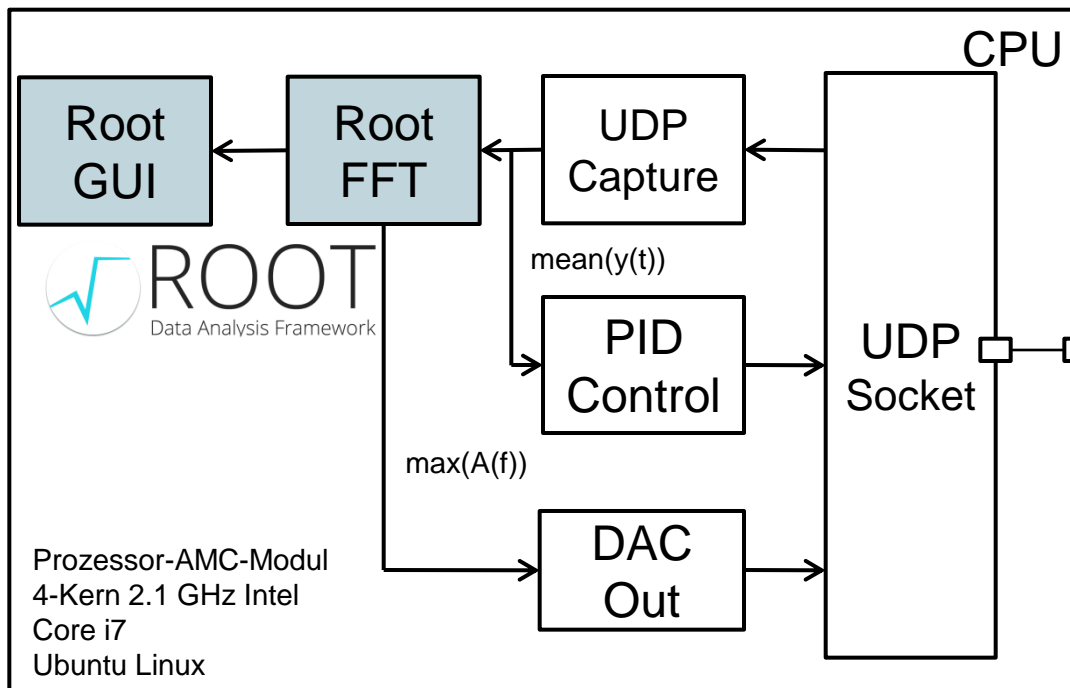 CPU
Root
GUI
Root
FFT
UDP
Capture
mean(y(t))
ROOT
Data Analysis Framework
PID
Control
UDP
Socket
max(A(f))
DAC
Out
Prozessor-AMC-Modul
4-Kern 2.1 GHz Intel
Core i7
Ubuntu Linux